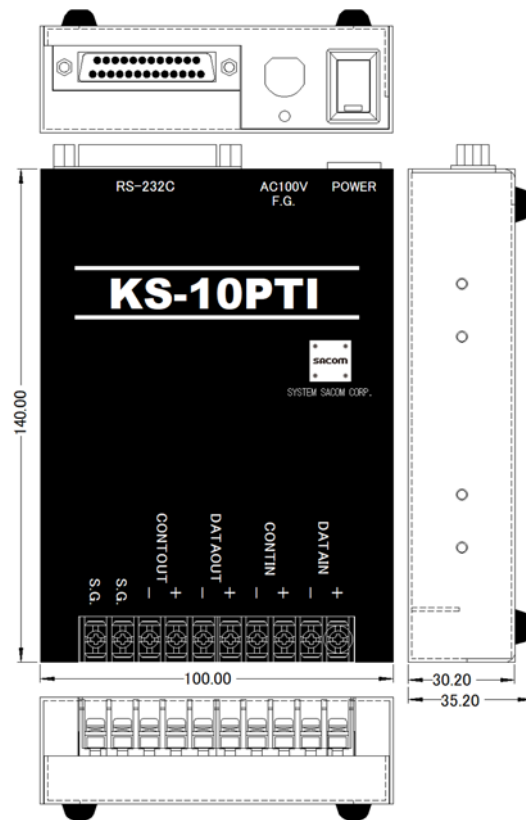 RS-232C
AC100V POWER
F.G.
KS-10PTI
SACOM
SYSTEM SACOM CORP.
140.00
S.G. S.G. CONTOUT DATAOUT CONTIN DATAIN
− + − + − + − +
100.00
30.20
35.20